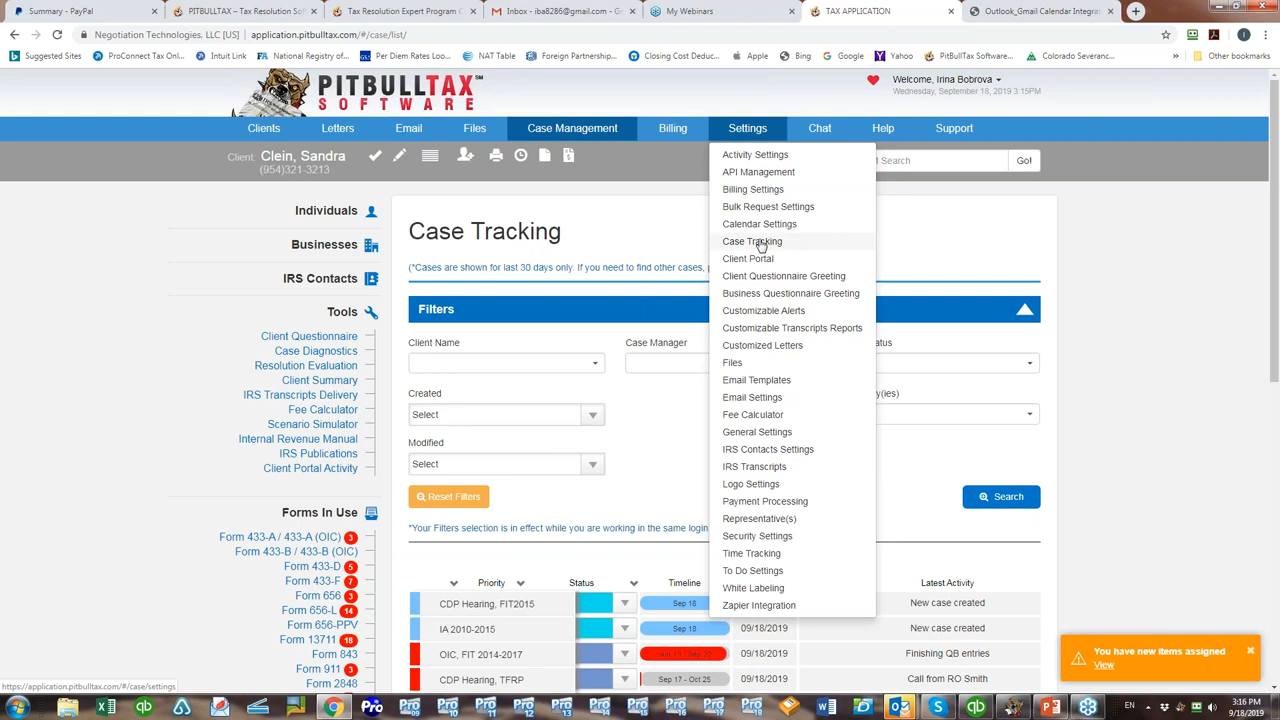 Summary - PayPal
PITBULLTAX – Tax Resolution Sof
Tax Resolution Expert Program C
Inbox - iba8286@gmail.com - G
My Webinars
TAX APPLICATION
Outlook_Gmail Calendar Integrat
Negotiation Technologies, LLC [US] | application.pitbulltax.com/#/case/list/
Suggested Sites
ProConnect Tax Onl...
Intuit Link
National Registry of...
Per Diem Rates Loo...
NAT Table
Foreign Partnership...
Closing Cost Deduc...
Apple
Bing
Google
Yahoo
PitBullTax Software...
Colorado Severanc...
»
Other bookmarks
PITBULLTAX™
SOFTWARE
Welcome, Irina Bobrova
Wednesday, September 18, 2019 3:15PM
Clients
Letters
Email
Files
Case Management
Billing
Settings
Chat
Help
Support
Client: Clein, Sandra
(954)321-3213
Search
Go!
Individuals
Businesses
IRS Contacts
Tools
Client Questionnaire
Case Diagnostics
Resolution Evaluation
Client Summary
IRS Transcripts Delivery
Fee Calculator
Scenario Simulator
Internal Revenue Manual
IRS Publications
Client Portal Activity
Forms In Use
Form 433-A / 433-A (OIC) 3
Form 433-B / 433-B (OIC)
Form 433-D 5
Form 433-F 7
Form 656 3
Form 656-L 14
Form 656-PPV
Form 13711 18
Form 843
Form 911 3
Form 2848
Case Tracking
(*Cases are shown for last 30 days only. If you need to find other cases, p
Filters
Client Name
Case Manager
atus
Created
y(ies)
Select
Modified
Select
Reset Filters
Search
*Your Filters selection is in effect while you are working in the same login
Priority
Status
Timeline
Latest Activity
CDP Hearing, FIT2015
Sep 18
09/18/2019
New case created
IA 2010-2015
Sep 18
09/18/2019
New case created
OIC, FIT 2014-2017
09/18/2019
Finishing QB entries
CDP Hearing, TFRP
Sep 17 - Oct 25
09/18/2019
Call from RO Smith
Activity Settings
API Management
Billing Settings
Bulk Request Settings
Calendar Settings
Case Tracking
Client Portal
Client Questionnaire Greeting
Business Questionnaire Greeting
Customizable Alerts
Customizable Transcripts Reports
Customized Letters
Files
Email Templates
Email Settings
Fee Calculator
General Settings
IRS Contacts Settings
IRS Transcripts
Logo Settings
Payment Processing
Representative(s)
Security Settings
Time Tracking
To Do Settings
White Labeling
Zapier Integration
You have new items assigned
View
https://application.pitbulltax.com/#/case/settings
EN
3:16 PM
9/18/2019